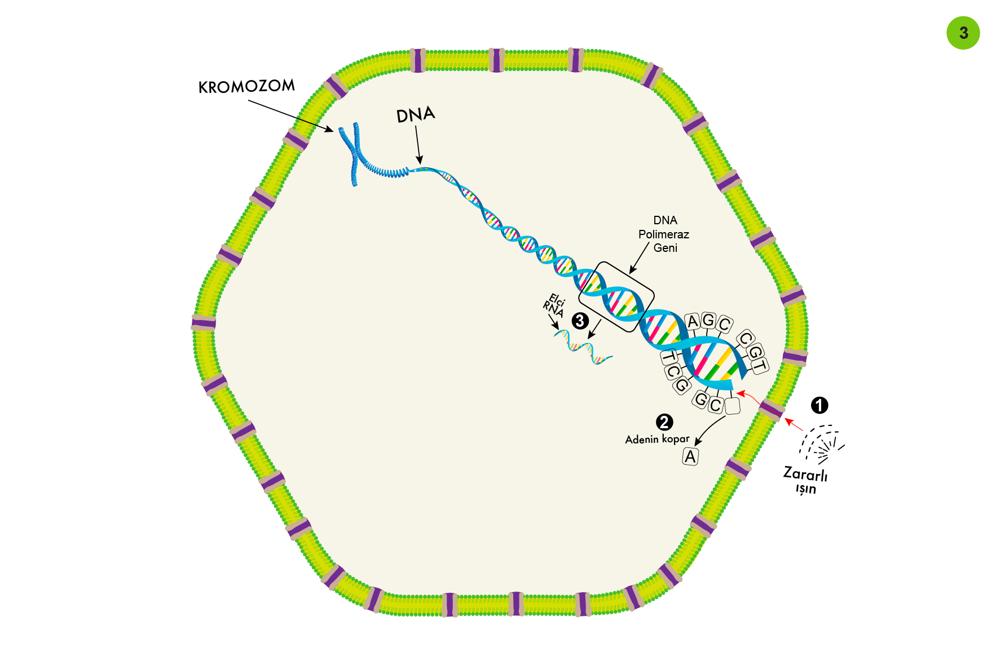 3
KROMOZOM
DNA
DNA
Polimeraz
Geni
Elçi
RNA
3
A G C
C G T
T C G
G C
1
2
Adenin kopar
A
Zararlı
ışın